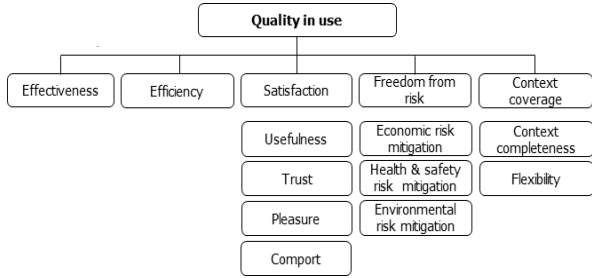 Quality in use
Effectiveness
Efficiency
Satisfaction
Freedom from
risk
Context
coverage
Usefulness
Economic risk
mitigation
Context
completeness
Trust
Health & safety
risk mitigation
Flexibility
Pleasure
Environmental
risk mitigation
Comport